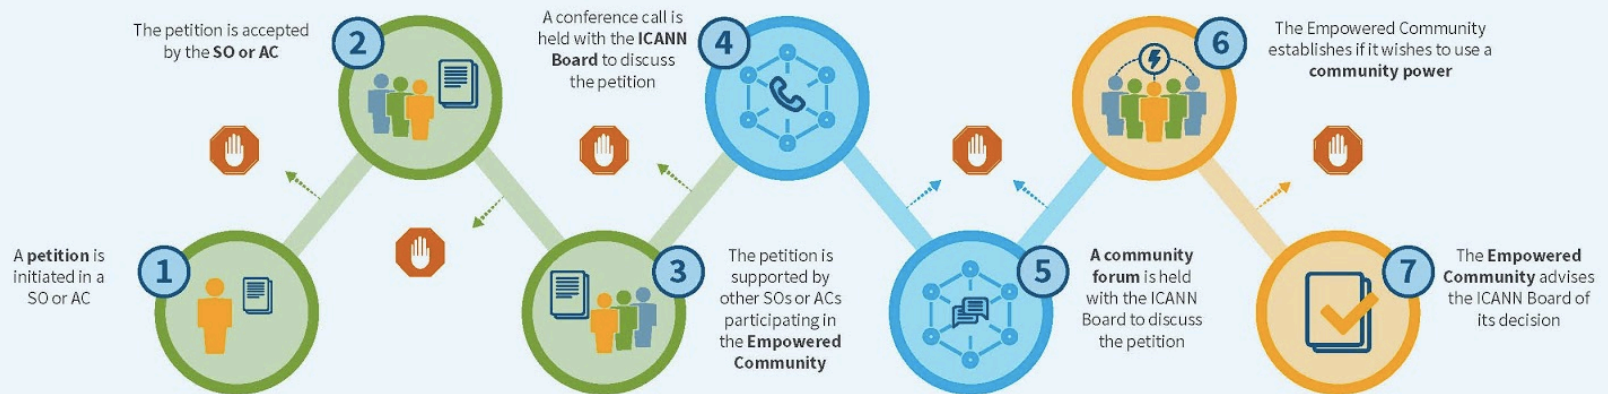 1
A petition is
initiated in a
SO or AC
The petition is accepted
by the SO or AC
2
3
The petition is
supported by
other SOs or ACs
participating in
the Empowered
Community
A conference call is
held with the ICANN
Board to discuss
the petition
4
5
A community
forum is held
with the ICANN
Board to discuss
the petition
6
The Empowered Community
establishes if it wishes to use a
community power
7
The Empowered
Community advises
the ICANN Board of
its decision